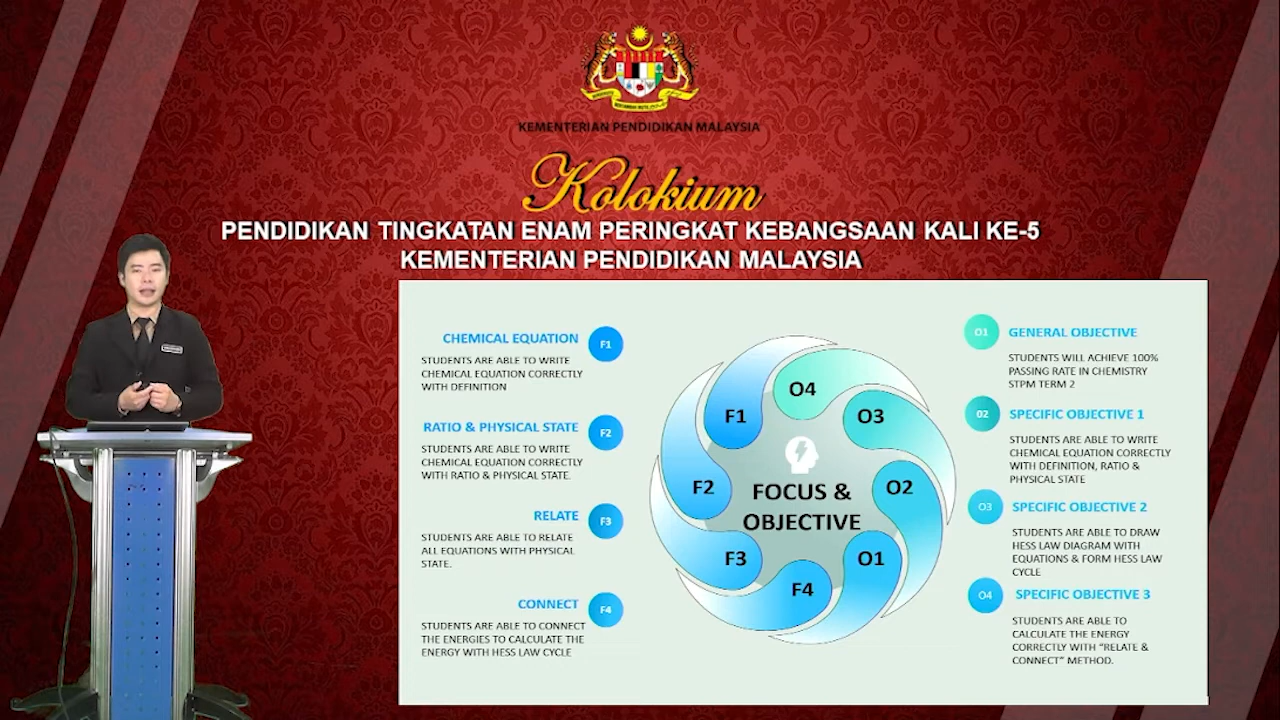 KEMENTERIAN PENDIDIKAN MALAYSIA
Kolokium
PENDIDIKAN TINGKATAN ENAM PERINGKAT KEBANGSAAN KALI KE-5
KEMENTERIAN PENDIDIKAN MALAYSIA
CHEMICAL EQUATION
F1
STUDENTS ARE ABLE TO WRITE
CHEMICAL EQUATION CORRECTLY
WITH DEFINITION
RATIO & PHYSICAL STATE
F2
STUDENTS ARE ABLE TO WRITE
CHEMICAL EQUATION CORRECTLY
WITH RATIO & PHYSICAL STATE.
RELATE
F3
STUDENTS ARE ABLE TO RELATE
ALL EQUATIONS WITH PHYSICAL
STATE.
CONNECT
F4
STUDENTS ARE ABLE TO CONNECT
THE ENERGIES TO CALCULATE THE
ENERGY WITH HESS LAW CYCLE
O4
F1
O3
F2
O2
FOCUS &
OBJECTIVE
F3
O1
F4
O1
GENERAL OBJECTIVE
STUDENTS WILL ACHIEVE 100%
PASSING RATE IN CHEMISTRY
STPM TERM 2
02
SPECIFIC OBJECTIVE 1
STUDENTS ARE ABLE TO WRITE
CHEMICAL EQUATION CORRECTLY
WITH DEFINITION, RATIO &
PHYSICAL STATE
O3
SPECIFIC OBJECTIVE 2
STUDENTS ARE ABLE TO DRAW
HESS LAW DIAGRAM WITH
EQUATIONS & FORM HESS LAW
CYCLE
O4
SPECIFIC OBJECTIVE 3
STUDENTS ARE ABLE TO
CALCULATE THE ENERGY
CORRECTLY WITH "RELATE &
CONNECT" METHOD.